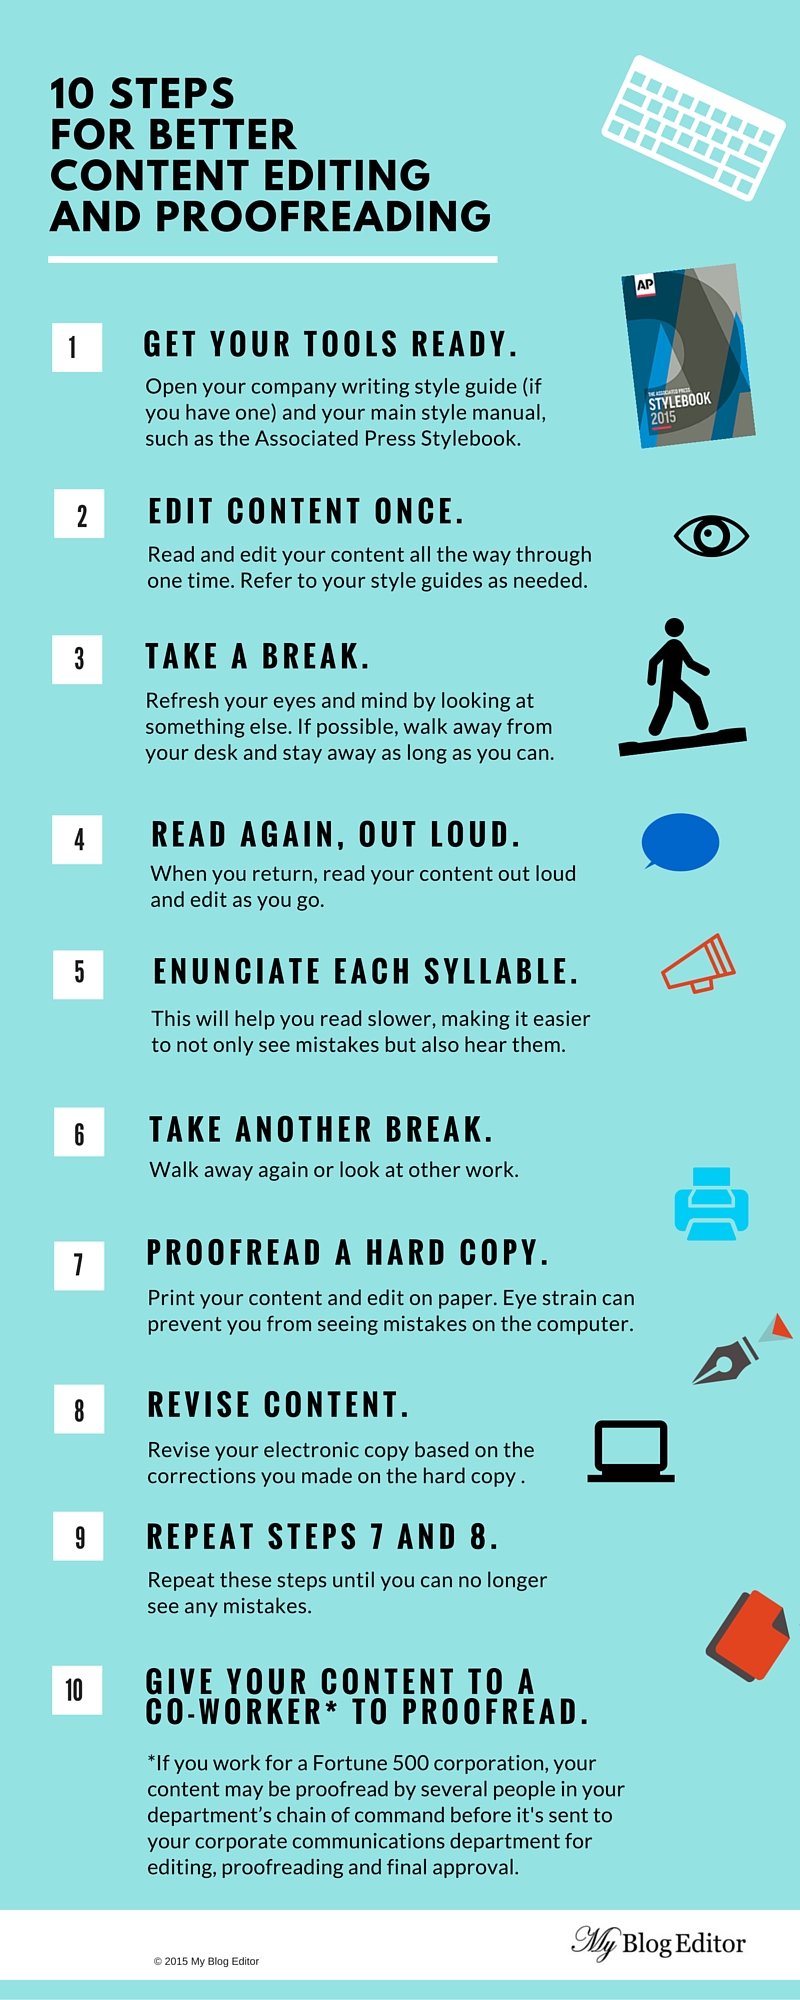 10 STEPS
FOR BETTER
CONTENT EDITING
AND PROOFREADING
AP
THE ASSOCIATED PRESS
STYLEBOOK
2015
1
GET YOUR TOOLS READY.
Open your company writing style guide (if
you have one) and your main style manual,
such as the Associated Press Stylebook.
2
EDIT CONTENT ONCE.
Read and edit your content all the way through
one time. Refer to your style guides as needed.
3
TAKE A BREAK.
Refresh your eyes and mind by looking at
something else. If possible, walk away from
your desk and stay away as long as you can.
4
READ AGAIN, OUT LOUD.
When you return, read your content out loud
and edit as you go.
5
ENUNCIATE EACH SYLLABLE.
This will help you read slower, making it easier
to not only see mistakes but also hear them.
6
TAKE ANOTHER BREAK.
Walk away again or look at other work.
7
PROOFREAD A HARD COPY.
Print your content and edit on paper. Eye strain can
prevent you from seeing mistakes on the computer.
8
REVISE CONTENT.
Revise your electronic copy based on the
corrections you made on the hard copy .
9
REPEAT STEPS 7 AND 8.
Repeat these steps until you can no longer
see any mistakes.
10
GIVE YOUR CONTENT TO A
CO-WORKER* TO PROOFREAD.
*If you work for a Fortune 500 corporation, your
content may be proofread by several people in your
department’s chain of command before it's sent to
your corporate communications department for
editing, proofreading and final approval.
My Blog Editor
© 2015 My Blog Editor